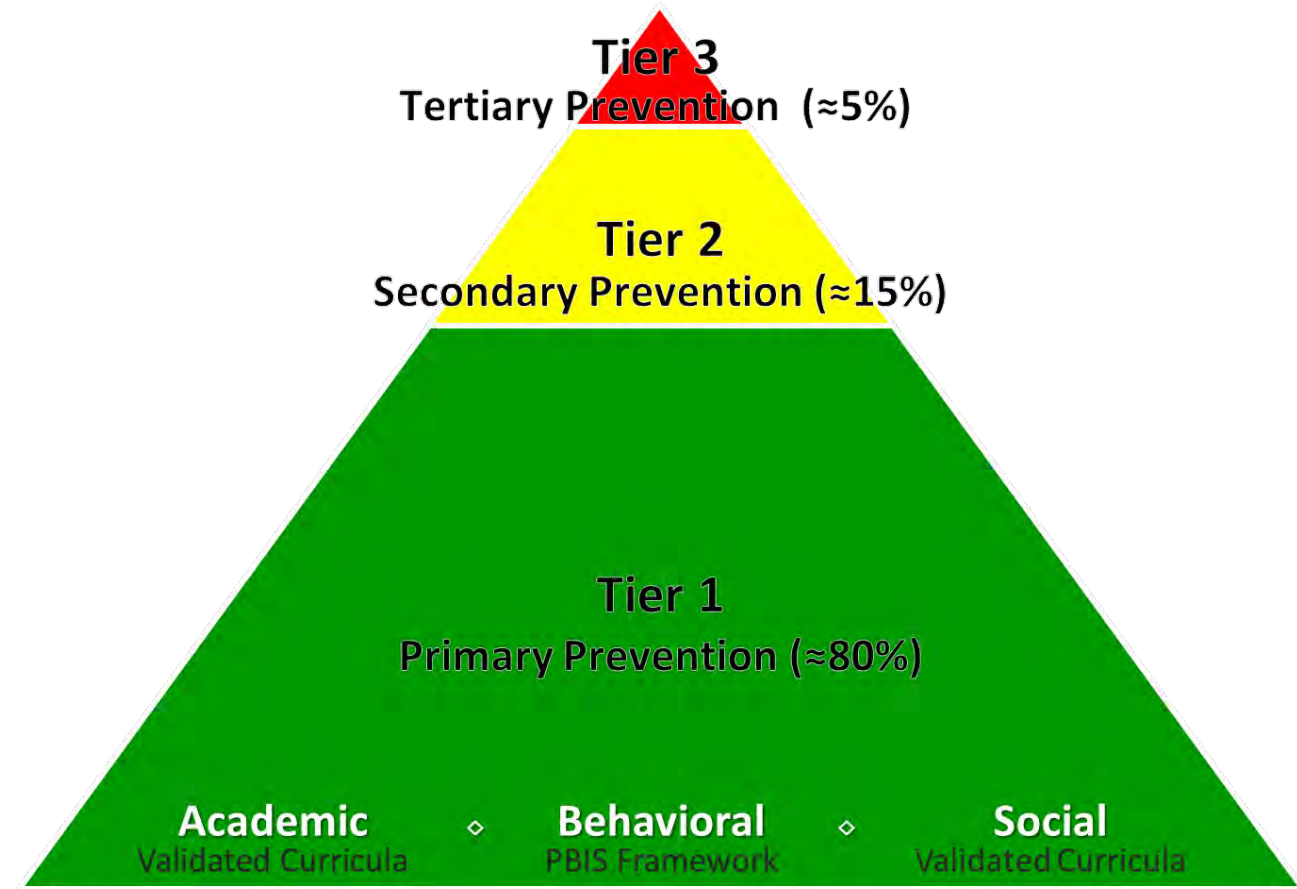 Tier 3
Tertiary Prevention (≈5%)
Tier 2
Secondary Prevention (≈15%)
Tier 1
Primary Prevention (≈80%)
Academic ◇ Behavioral ◇ Social
Validated Curricula PBIS Framework Validated Curricula